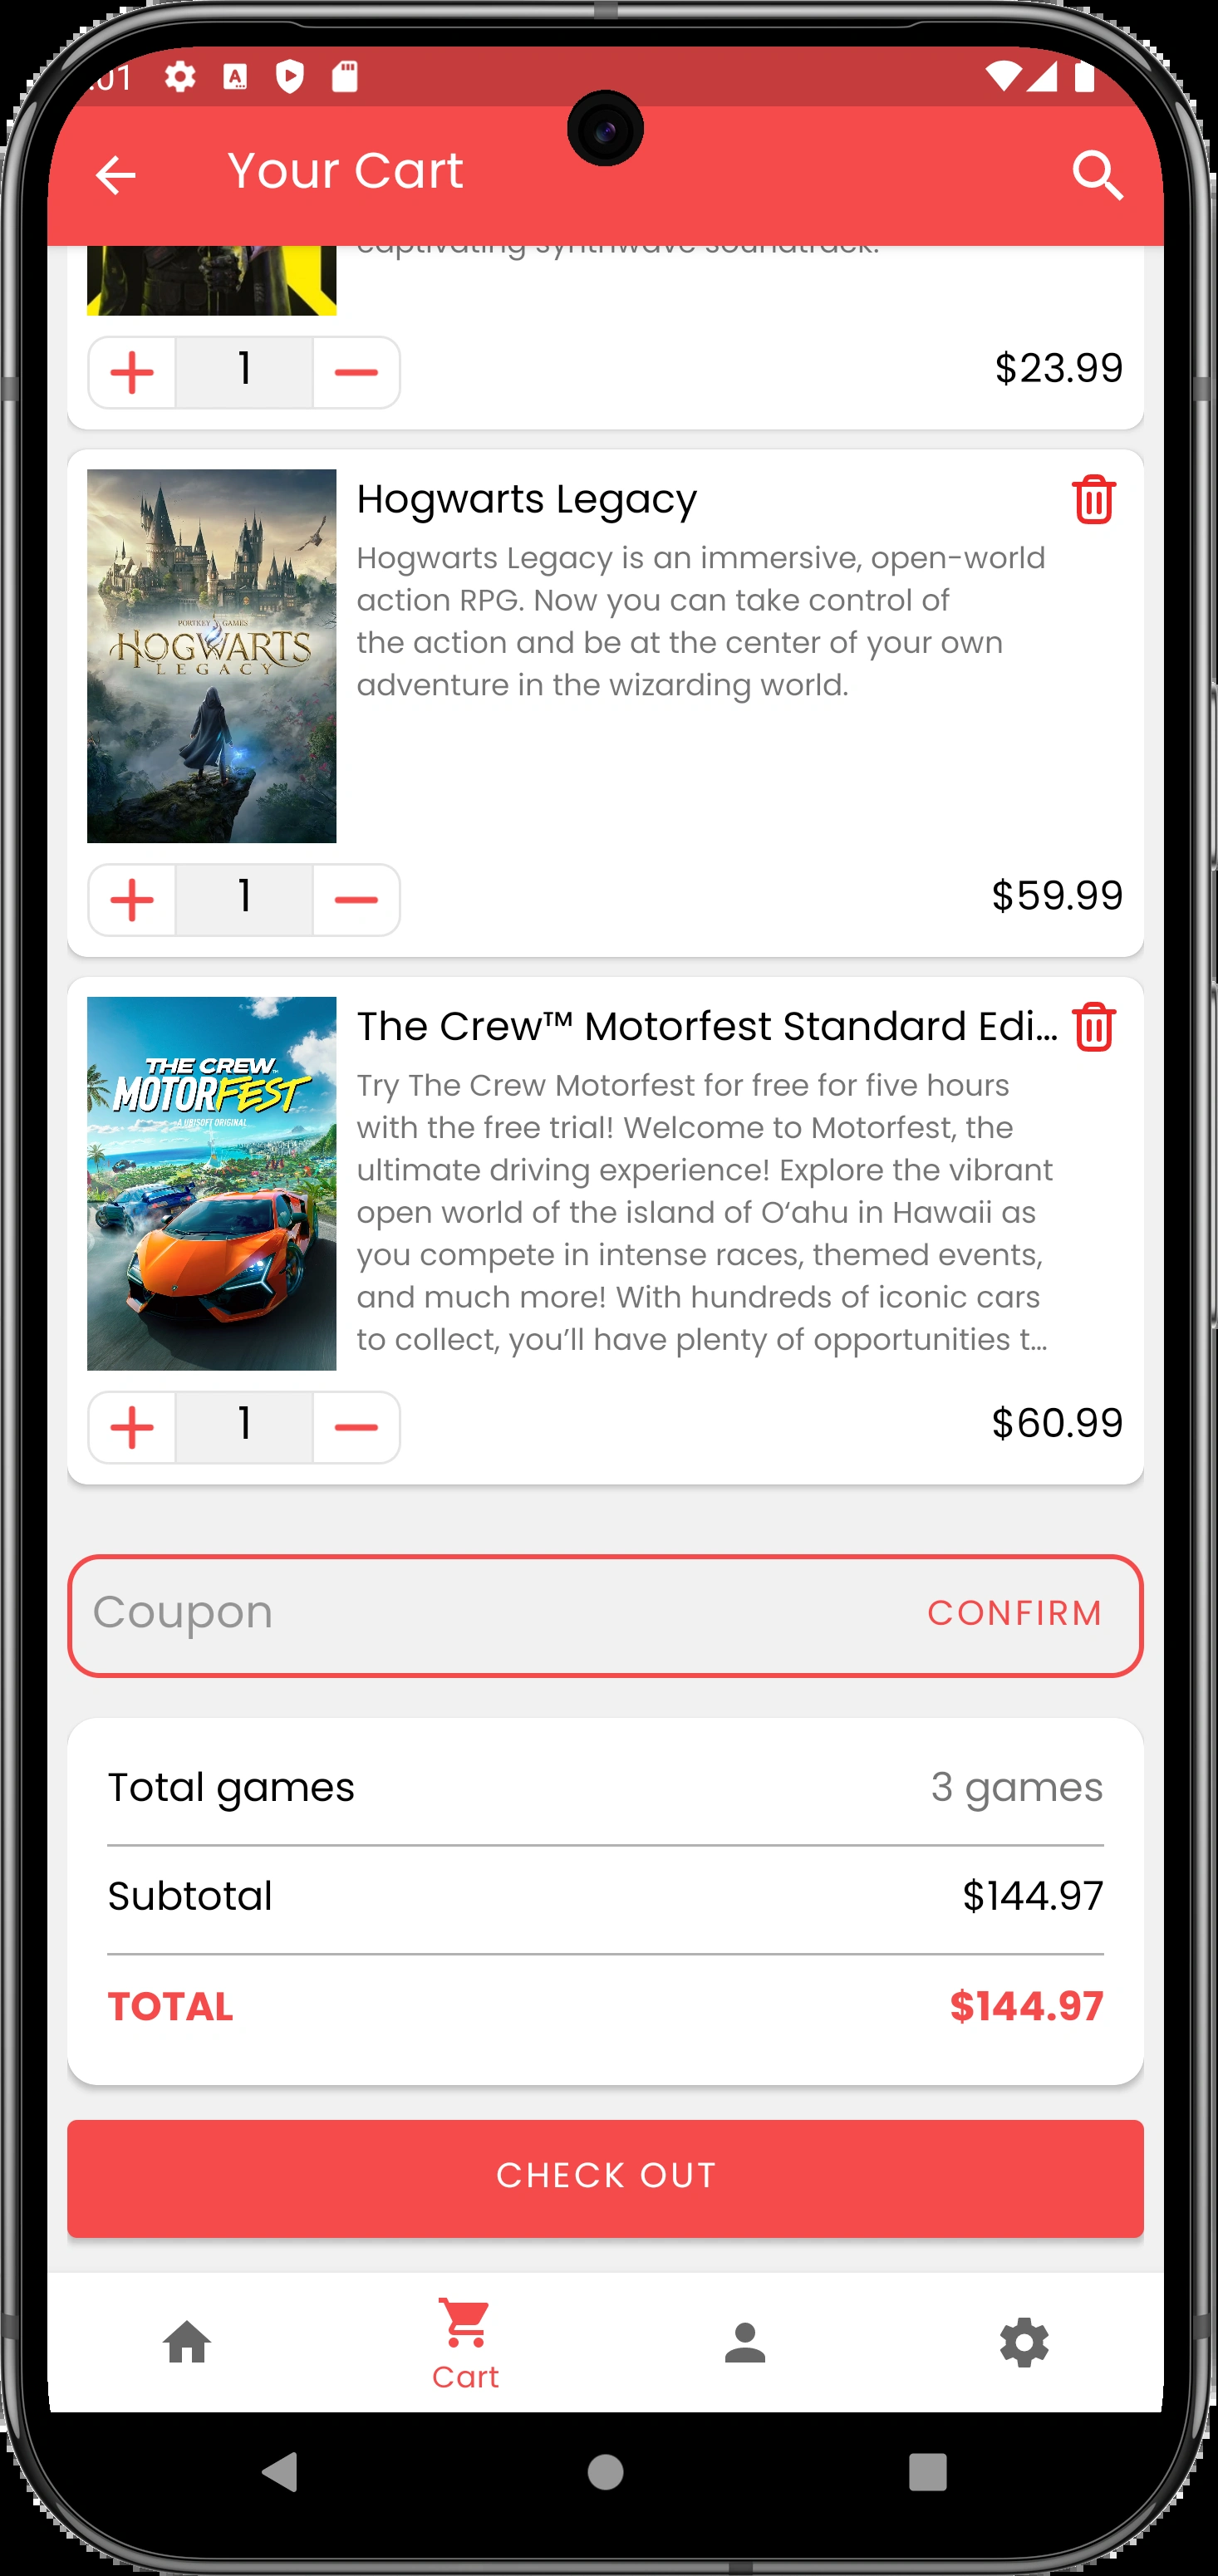 :01
Your Cart
captivating synthwave soundtrack.
1
$23.99
Hogwarts Legacy
Hogwarts Legacy is an immersive, open-world
action RPG. Now you can take control of
the action and be at the center of your own
adventure in the wizarding world.
PORTKEY GAMES
HOGWARTS
LEGACY
1
$59.99
The Crew™ Motorfest Standard Edi...
Try The Crew Motorfest for free for five hours
with the free trial! Welcome to Motorfest, the
ultimate driving experience! Explore the vibrant
open world of the island of O‘ahu in Hawaii as
you compete in intense races, themed events,
and much more! With hundreds of iconic cars
to collect, you’ll have plenty of opportunities t...
THE CREW™
MOTORFEST
A UBISOFT ORIGINAL
1
$60.99
Coupon
CONFIRM
Total games
3 games
Subtotal
$144.97
TOTAL
$144.97
CHECK OUT
Cart